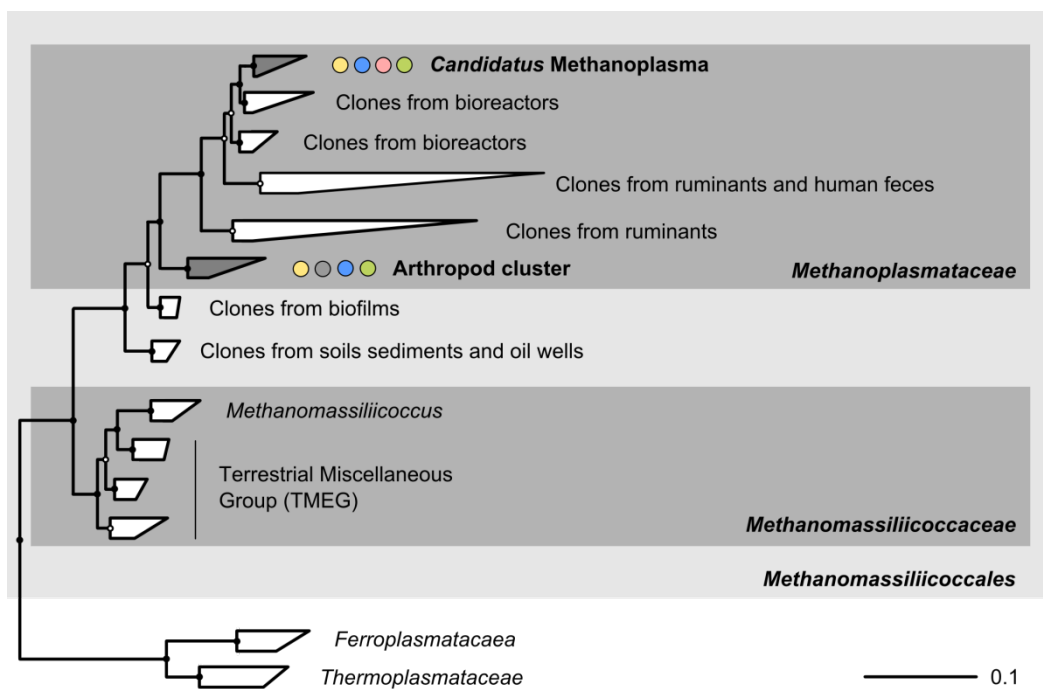 Candidatus Methanoplasma
Clones from bioreactors
Clones from bioreactors
Clones from ruminants and human feces
Clones from ruminants
Arthropod cluster
Methanoplasmataceae
Clones from biofilms
Clones from soils sediments and oil wells
Methanomassiliicoccus
Terrestrial Miscellaneous
Group (TMEG)
Methanomassiliicoccaceae
Methanomassiliicoccales
Ferroplasmatacaea
Thermoplasmataceae
0.1